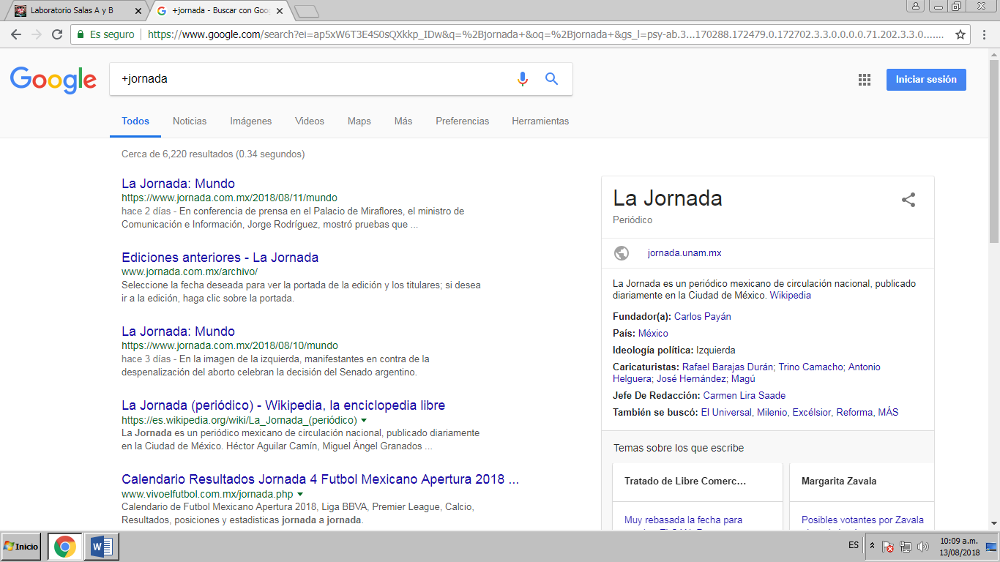 Laboratorio Salas A y B
+jornada - Buscar con Goo
Es seguro
https://www.google.com/search?ei=ap5xW6T3E4S0sQXkkp_IDw&q=%2Bjornada+&oq=%2Bjornada+&gs_l=psy-ab.3...170288.172479.0.172702.3.3.0.0.0.0.71.202.3.3.0.......
Google
+jornada
Iniciar sesión
Todos Noticias Imágenes Videos Maps Más Preferencias Herramientas
Cerca de 6,220 resultados (0.34 segundos)
La Jornada: Mundo
https://www.jornada.com.mx/2018/08/11/mundo
hace 2 días - En conferencia de prensa en el Palacio de Miraflores, el ministro de
Comunicación e Información, Jorge Rodríguez, mostró pruebas que ...
Ediciones anteriores - La Jornada
www.jornada.com.mx/archivo/
Seleccione la fecha deseada para ver la portada de la edición y los titulares; si desea
ir a la edición, haga clic sobre la portada.
La Jornada: Mundo
https://www.jornada.com.mx/2018/08/10/mundo
hace 3 días - En la imagen de la izquierda, manifestantes en contra de la
despenalización del aborto celebran la decisión del Senado argentino.
La Jornada (periódico) - Wikipedia, la enciclopedia libre
https://es.wikipedia.org/wiki/La_Jornada_(periódico)
La Jornada es un periódico mexicano de circulación nacional, publicado diariamente
en la Ciudad de México. Héctor Aguilar Camín, Miguel Ángel Granados ...
Calendario Resultados Jornada 4 Futbol Mexicano Apertura 2018 ...
www.vivoelfutbol.com.mx/jornada.php
Calendario de Futbol Mexicano Apertura 2018, Liga BBVA, Premier League, Calcio,
Resultados, posiciones y estadisticas jornada a jornada.
La Jornada
Periódico
jornada.unam.mx
La Jornada es un periódico mexicano de circulación nacional, publicado
diariamente en la Ciudad de México. Wikipedia
Fundador(a): Carlos Payán
País: México
Ideología política: Izquierda
Caricaturistas: Rafael Barajas Durán; Trino Camacho; Antonio
Helguera; José Hernández; Magú
Jefe De Redacción: Carmen Lira Saade
También se buscó: El Universal, Milenio, Excélsior, Reforma, MÁS
Temas sobre los que escribe
Tratado de Libre Comerc...
Muy rebasada la fecha para
Margarita Zavala
Posibles votantes por Zavala
Inicio
ES
10:09 a.m.
13/08/2018